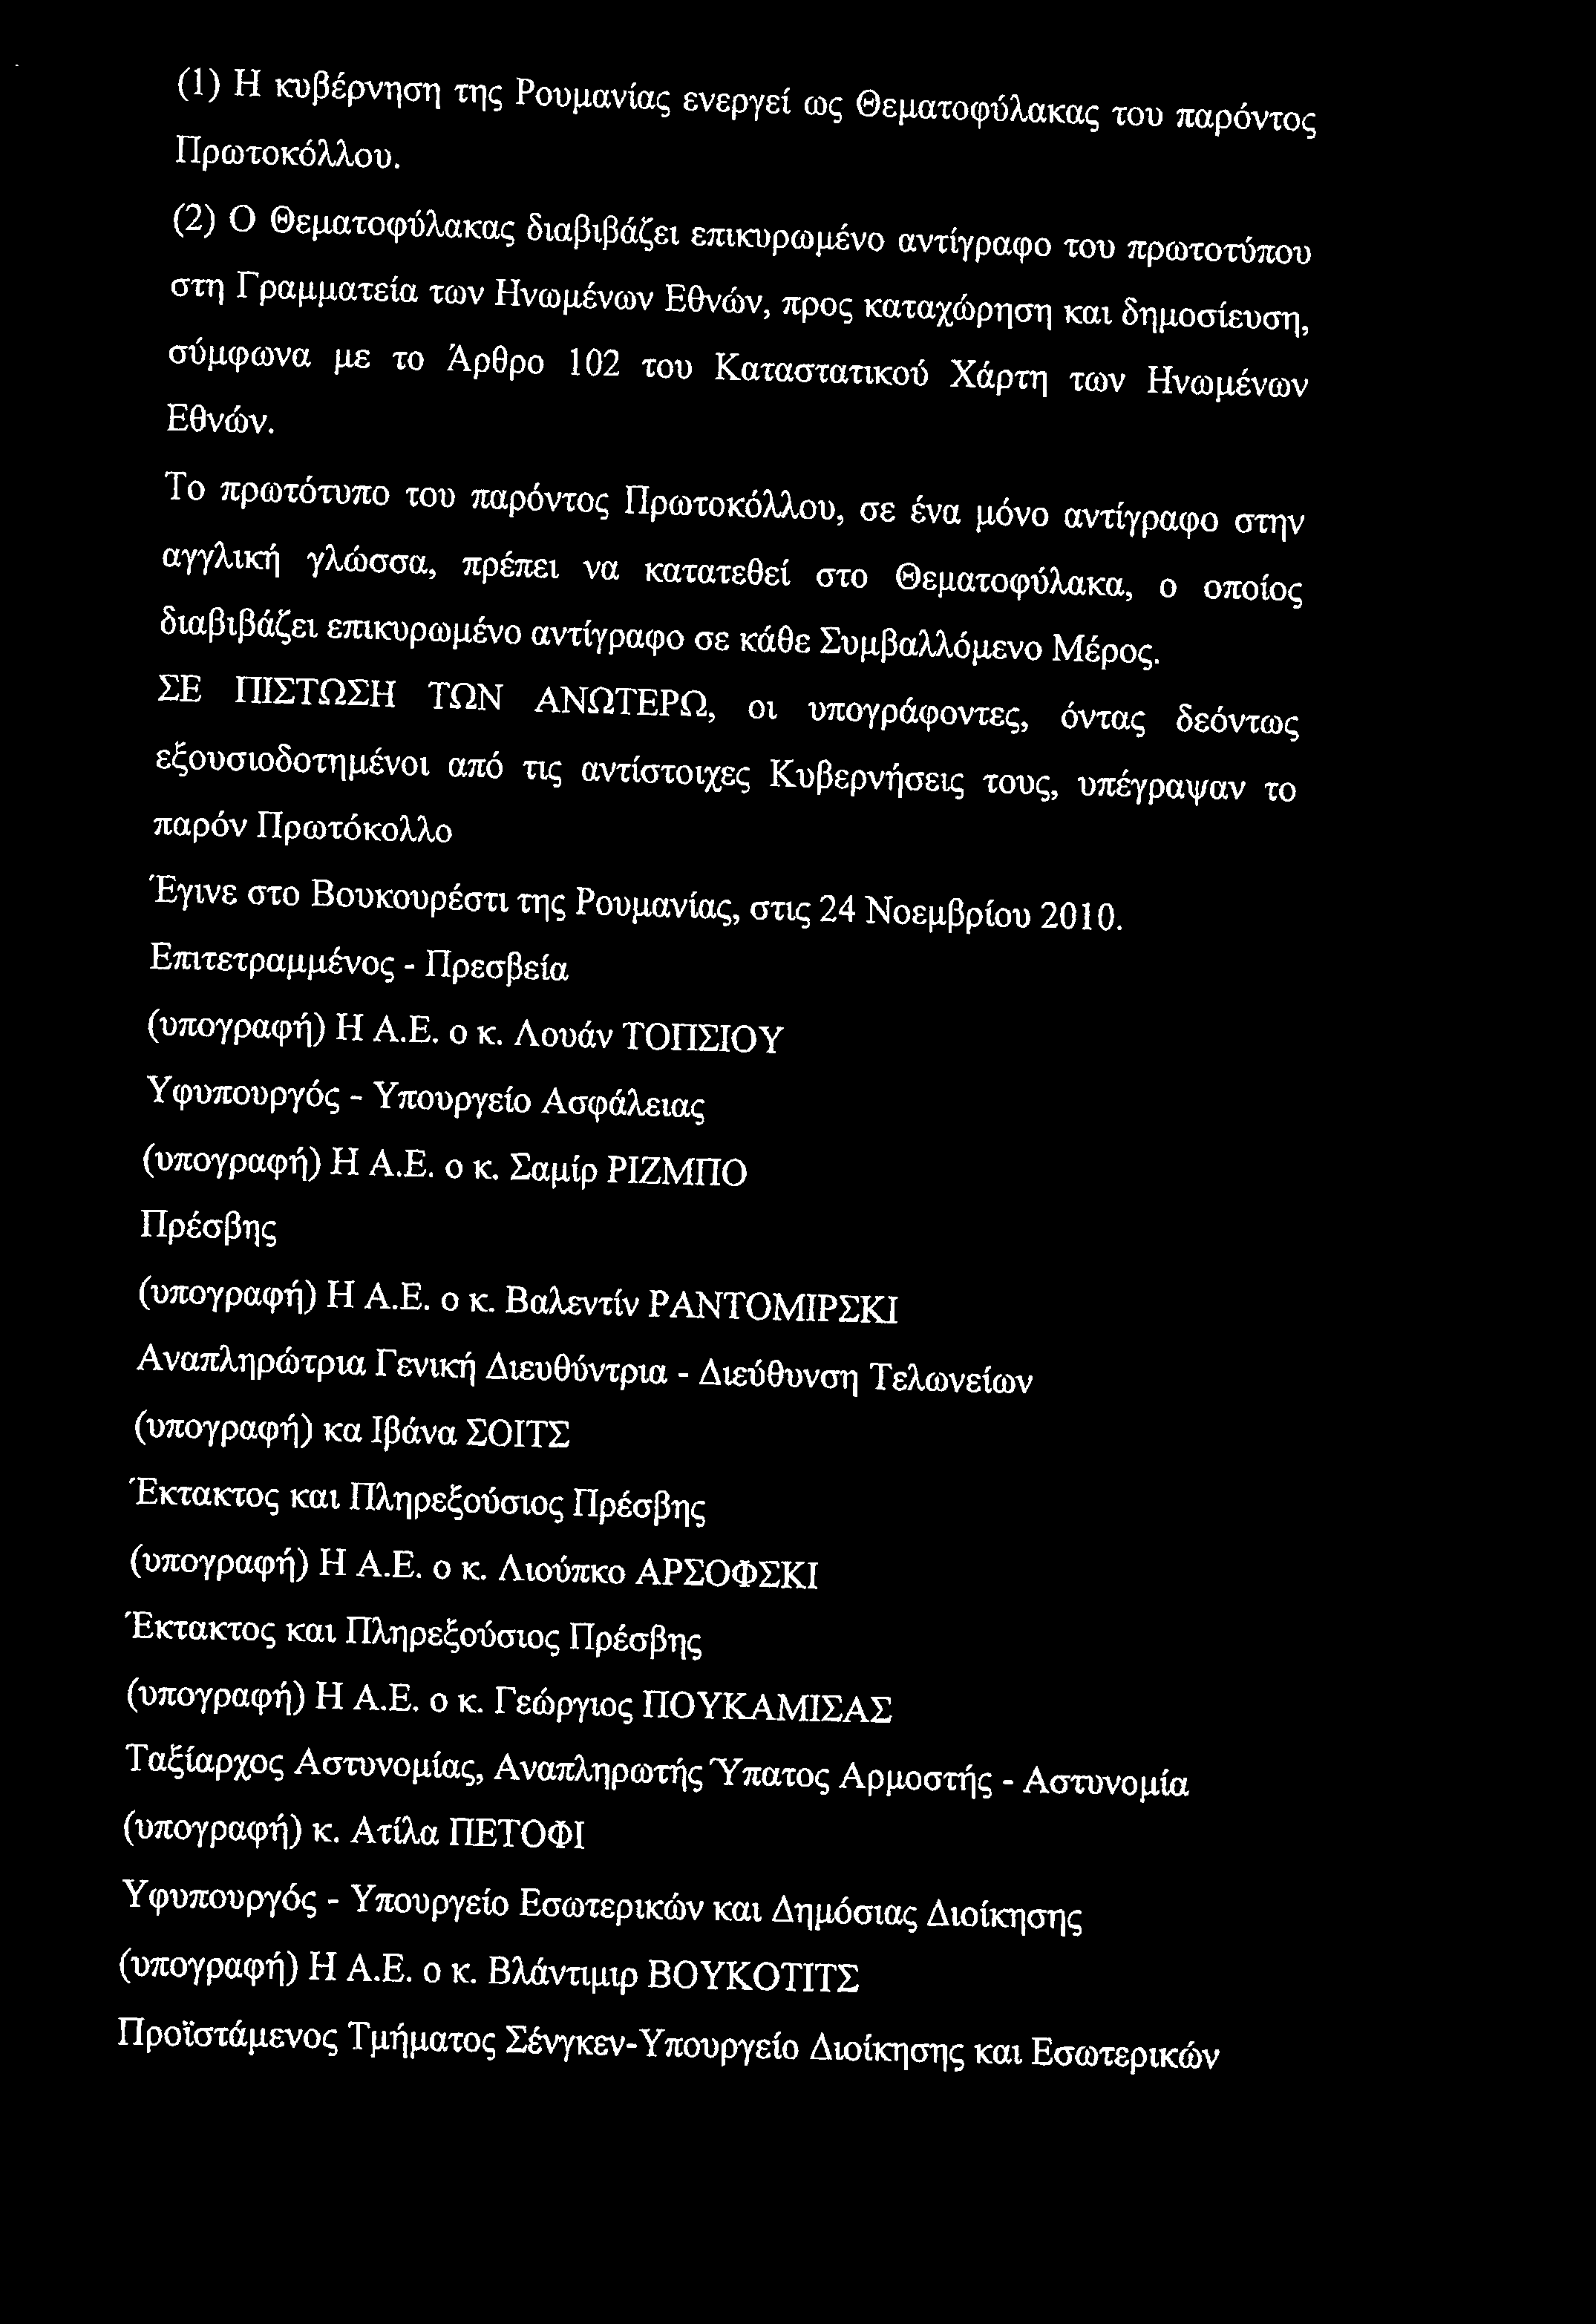 (1) Η κυβέρνηση της Ρουμανίας ενεργεί ως Θεματοφύλακας του παρόντος
Πρωτοκόλλου.
(2) Ο Θεματοφύλακας διαβιβάζει επικυρωμένο αντίγραφο του πρωτοτύπου
στη Γραμματεία των Ηνωμένων Εθνών, προς καταχώρηση και δημοσίευση,
σύμφωνα με το Άρθρο 102 του Καταστατικού Χάρτη των Ηνωμένων
Εθνών.
Το πρωτότυπο του παρόντος Πρωτοκόλλου, σε ένα μόνο αντίγραφο στην
αγγλική γλώσσα, πρέπει να κατατεθεί στο Θεματοφύλακα, ο οποίος
διαβιβάζει επικυρωμένο αντίγραφο σε κάθε Συμβαλλόμενο Μέρος.
ΣΕ ΠΙΣΤΩΣΗ ΤΩΝ ΑΝΩΤΕΡΩ, οι υπογράφοντες, όντας δεόντως
εξουσιοδοτημένοι από τις αντίστοιχες Κυβερνήσεις τους, υπέγραψαν το
παρόν Πρωτόκολλο
Έγινε στο Βουκουρέστι της Ρουμανίας, στις 24 Νοεμβρίου 2010.
Επιτετραμμένος - Πρεσβεία
(υπογραφή) Η Α.Ε. ο κ. Λουάν ΤΟΠΣΙΟΥ
Υφυπουργός - Υπουργείο Ασφάλειας
(υπογραφή) Η Α.Ε. ο κ. Σαμίρ ΡΙΖΜΠΟ
Πρέσβης
(υπογραφή) Η Α.Ε. ο κ. Βαλεντίν ΡΑΝΤΟΜΙΡΣΚΙ
Αναπληρώτρια Γενική Διευθύντρια - Διεύθυνση Τελωνείων
(υπογραφή) κα Ιβάνα ΣΟΙΤΣ
Έκτακτος και Πληρεξούσιος Πρέσβης
(υπογραφή) Η Α.Ε. ο κ. Λιούπκο ΑΡΣΟΦΣΚΙ
Έκτακτος και Πληρεξούσιος Πρέσβης
(υπογραφή) Η Α.Ε. ο κ. Γεώργιος ΠΟΥΚΑΜΙΣΑΣ
Ταξίαρχος Αστυνομίας, Αναπληρωτής Ύπατος Αρμοστής - Αστυνομία
(υπογραφή) κ. Ατίλα ΠΕΤΟΦΙ
Υφυπουργός - Υπουργείο Εσωτερικών και Δημόσιας Διοίκησης
(υπογραφή) Η Α.Ε. ο κ. Βλάντιμιρ ΒΟΥΚΟΤΙΤΣ
Προϊστάμενος Τμήματος Σένγκεν-Υπουργείο Διοίκησης και Εσωτερικών